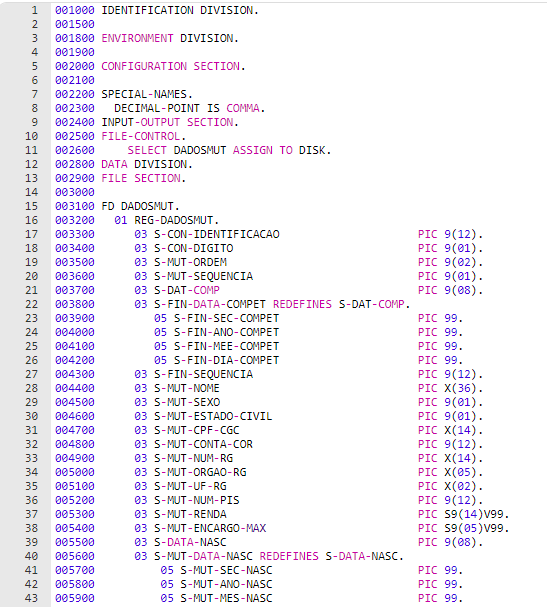 1 001000 IDENTIFICATION DIVISION.
2 001500
3 001800 ENVIRONMENT DIVISION.
4 001900
5 002000 CONFIGURATION SECTION.
6 002100
7 002200 SPECIAL-NAMES.
8 002300 DECIMAL-POINT IS COMMA.
9 002400 INPUT-OUTPUT SECTION.
10 002500 FILE-CONTROL.
11 002600 SELECT DADOSMUT ASSIGN TO DISK.
12 002800 DATA DIVISION.
13 002900 FILE SECTION.
14 003000
15 003100 FD DADOSMUT.
16 003200 01 REG-DADOSMUT.
17 003300 03 S-CON-IDENTIFICACAO PIC 9(12).
18 003400 03 S-CON-DIGITO PIC 9(01).
19 003500 03 S-MUT-ORDEM PIC 9(02).
20 003600 03 S-MUT-SEQUENCIA PIC 9(01).
21 003700 03 S-DAT-COMP PIC 9(08).
22 003800 03 S-FIN-DATA-COMPET REDEFINES S-DAT-COMP.
23 003900 05 S-FIN-SEC-COMPET PIC 99.
24 004000 05 S-FIN-ANO-COMPET PIC 99.
25 004100 05 S-FIN-MEE-COMPET PIC 99.
26 004200 05 S-FIN-DIA-COMPET PIC 99.
27 004300 03 S-FIN-SEQUENCIA PIC 9(12).
28 004400 03 S-MUT-NOME PIC X(36).
29 004500 03 S-MUT-SEXO PIC 9(01).
30 004600 03 S-MUT-ESTADO-CIVIL PIC 9(01).
31 004700 03 S-MUT-CPF-CGC PIC X(14).
32 004800 03 S-MUT-CONTA-COR PIC 9(12).
33 004900 03 S-MUT-NUM-RG PIC X(14).
34 005000 03 S-MUT-ORGAO-RG PIC X(05).
35 005100 03 S-MUT-UF-RG PIC X(02).
36 005200 03 S-MUT-NUM-PIS PIC 9(12).
37 005300 03 S-MUT-RENDA PIC S9(14)V99.
38 005400 03 S-MUT-ENCARGO-MAX PIC S9(05)V99.
39 005500 03 S-DATA-NASC PIC 9(08).
40 005600 03 S-MUT-DATA-NASC REDEFINES S-DATA-NASC.
41 005700 05 S-MUT-SEC-NASC PIC 99.
42 005800 05 S-MUT-ANO-NASC PIC 99.
43 005900 05 S-MUT-MES-NASC PIC 99.